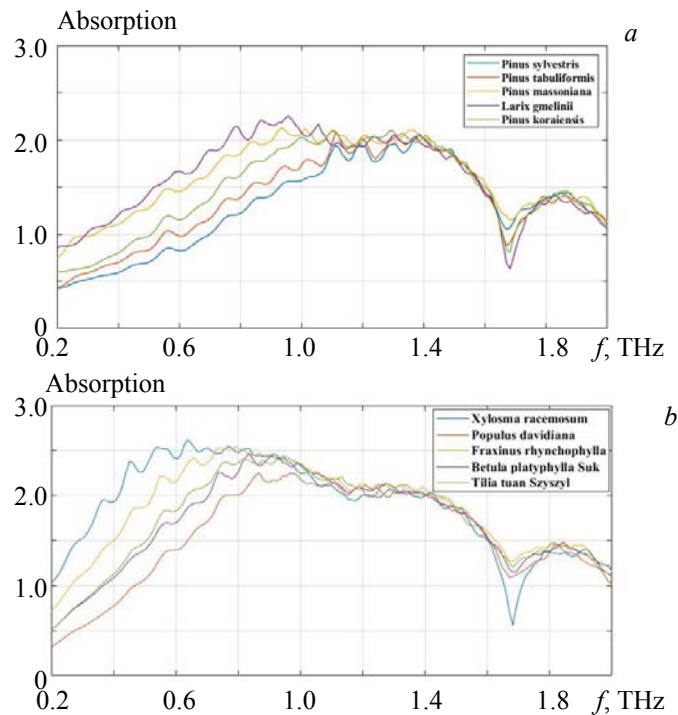 Absorption
a
3.0
Pinus sylvestris
Pinus tabuliformis
Pinus massoniana
Larix gmelinii
Pinus koraiensis
2.0
1.0
0
0.2 0.6 1.0 1.4 1.8 f, THz
Absorption
b
3.0
Xylosma racemosum
Populus davidiana
Fraxinus rhynchophylla
Betula platyphylla Suk
Tilia tuan Szyszyl
2.0
1.0
0
0.2 0.6 1.0 1.4 1.8 f, THz